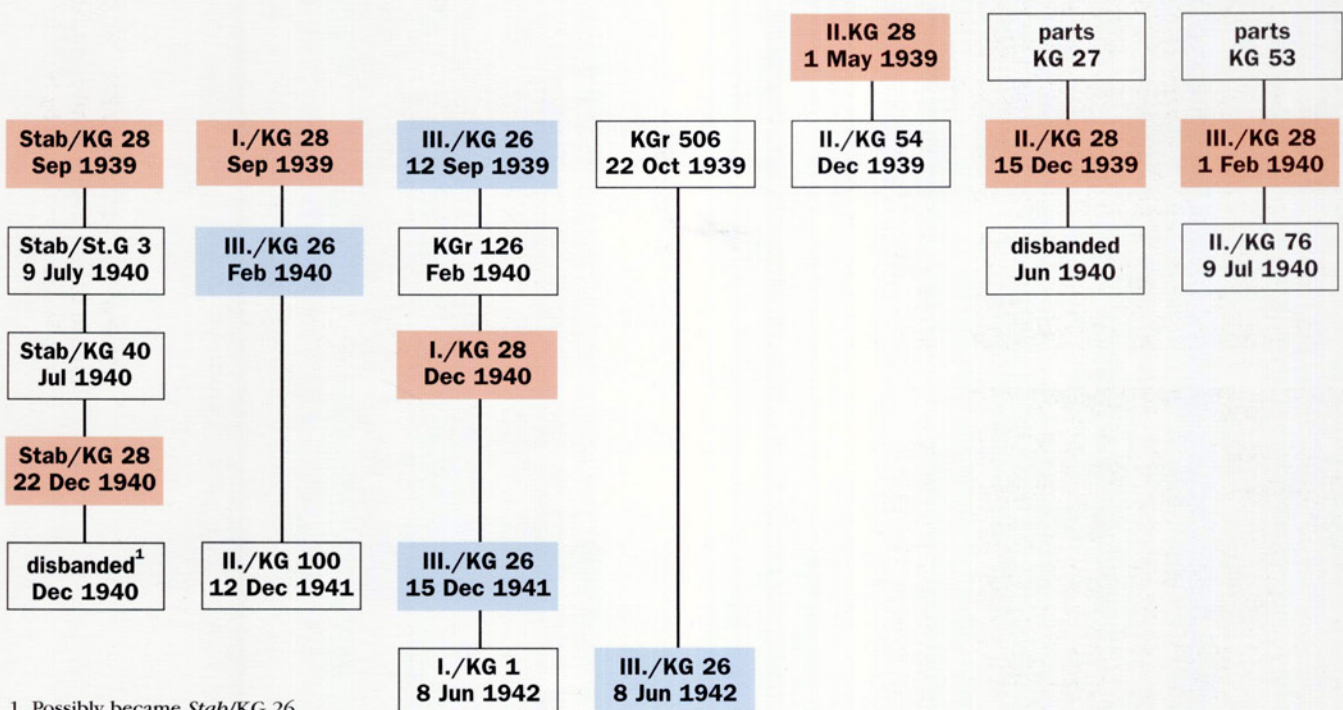 II.KG 28
1 May 1939
parts
KG 27
parts
KG 53
Stab/KG 28
Sep 1939
I./KG 28
Sep 1939
III./KG 26
12 Sep 1939
KGr 506
22 Oct 1939
II./KG 54
Dec 1939
II./KG 28
15 Dec 1939
III./KG 28
1 Feb 1940
Stab/St.G 3
9 July 1940
III./KG 26
Feb 1940
KGr 126
Feb 1940
disbanded
Jun 1940
II./KG 76
9 Jul 1940
Stab/KG 40
Jul 1940
I./KG 28
Dec 1940
Stab/KG 28
22 Dec 1940
disbanded¹
Dec 1940
II./KG 100
12 Dec 1941
III./KG 26
15 Dec 1941
I./KG 1
8 Jun 1942
III./KG 26
8 Jun 1942
1. Possibly became Stab/KG 26